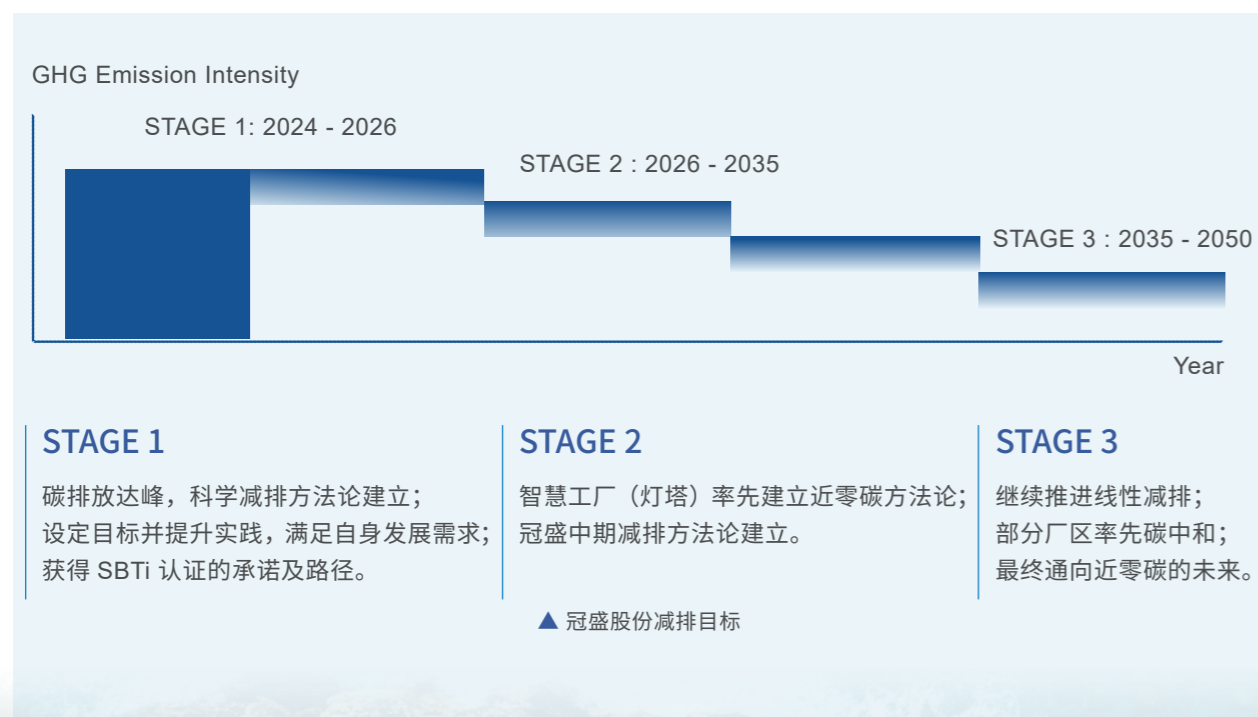 GHG Emission Intensity
STAGE 1: 2024 - 2026
STAGE 2 : 2026 - 2035
STAGE 3 : 2035 - 2050
Year
STAGE 1
碳排放达峰，科学减排方法论建立；
设定目标并提升实践，满足自身发展需求；
获得 SBTi 认证的承诺及路径。
STAGE 2
智慧工厂（灯塔）率先建立近零碳方法论；
冠盛中期减排方法论建立。
STAGE 3
继续推进线性减排；
部分厂区率先碳中和；
最终通向近零碳的未来。
▲ 冠盛股份减排目标